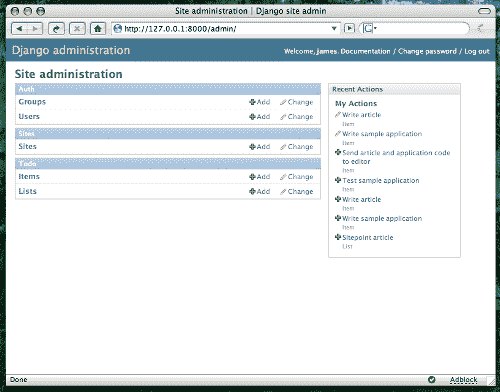 Site administration | Django site admin
http://127.0.0.1:8000/admin/
G
Django administration
Welcome, james. Documentation / Change password / Log out
Site administration
Auth
Groups Add Change
Users Add Change
Sites
Sites Add Change
Todo
Items Add Change
Lists Add Change
Recent Actions
My Actions
Write article
Item
Write sample application
Item
Send article and application code
to editor
Item
Test sample application
Item
Write article
Item
Write sample application
Item
Sitepoint article
List
Done
Adblock